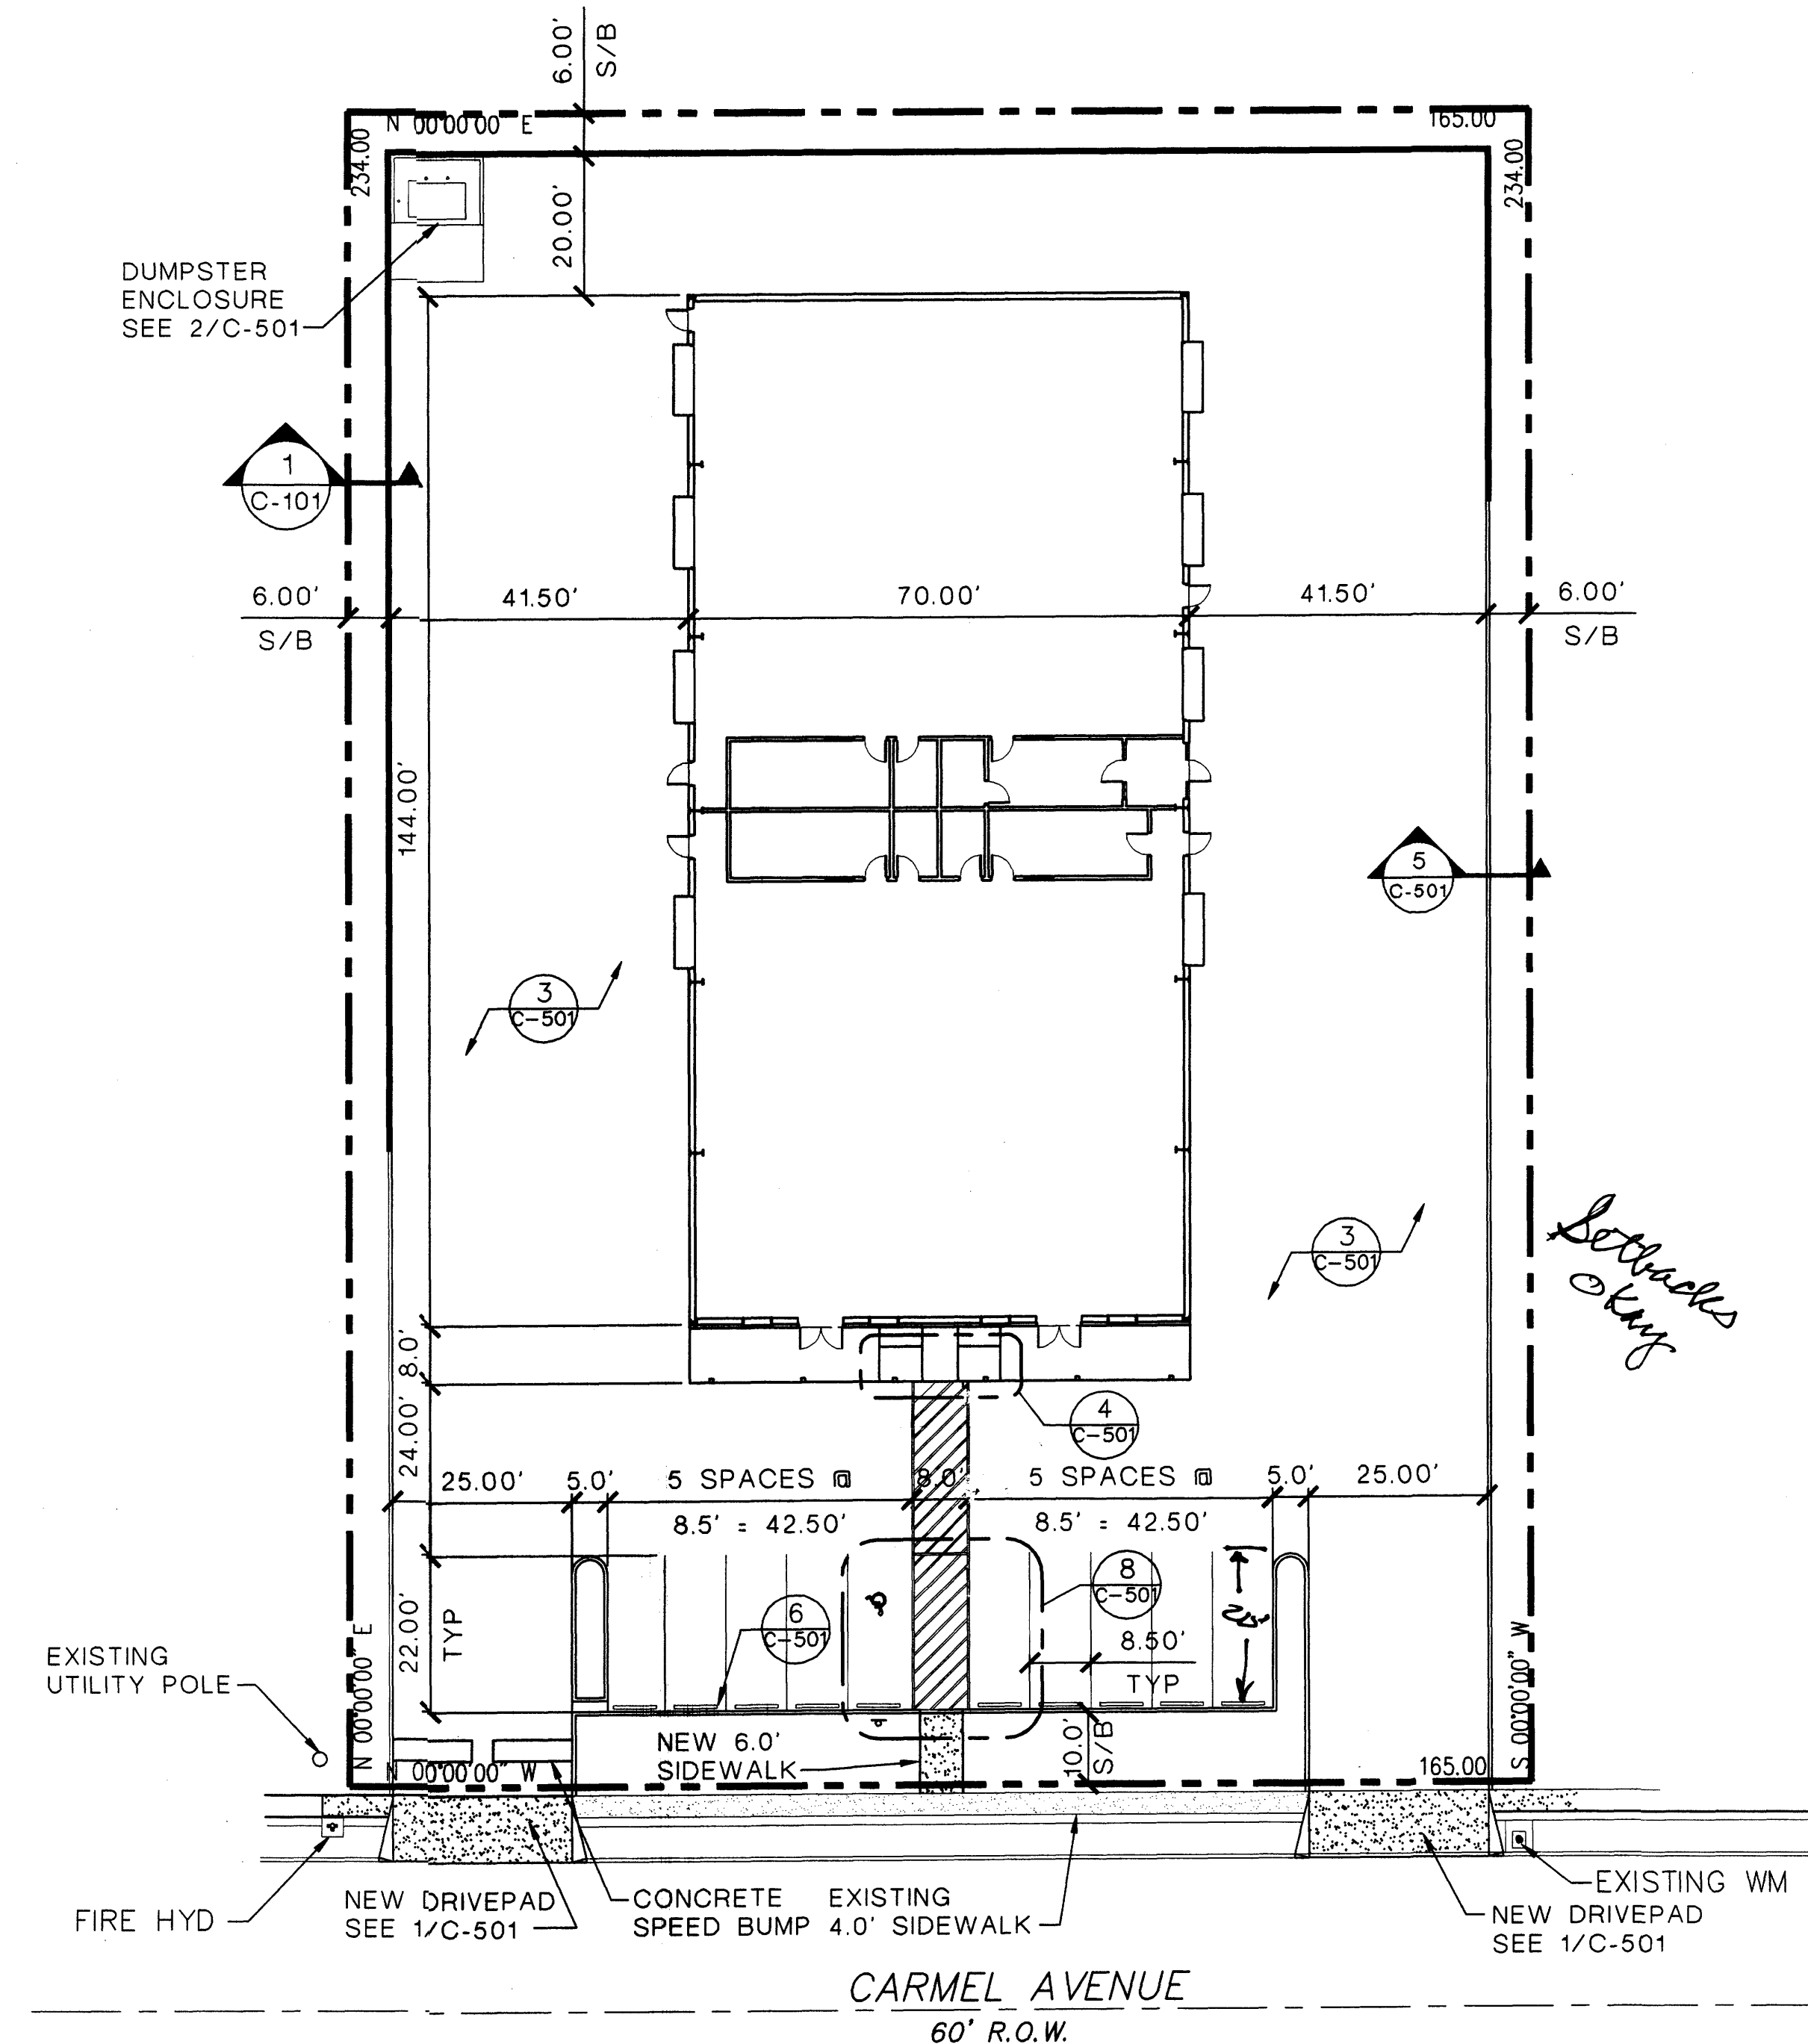 6.00'
S/B
N 00'00'00 E
165.00
234.00
234.00
20.00'
DUMPSTER
ENCLOSURE
SEE 2/C-501
1
C-101
6.00'
S/B
41.50'
70.00'
41.50'
6.00'
S/B
144.00'
5
C-501
3
C-501
3
C-501
Setbacks
Okay
8.0'
24.00'
4
C-501
25.00'
5.0'
5 SPACES @
8.5' = 42.50'
8.0'
5 SPACES @
8.5' = 42.50'
5.0'
25.00'
22.00'
TYP
6
C-501
8
C-501
8.50'
TYP
20'
EXISTING
UTILITY POLE
N 00'00'00" E
S 00'00'00" W
NEW 6.0'
SIDEWALK
10.0'
S/B
N 00'00'00" W
165.00
FIRE HYD
NEW DRIVEPAD
SEE 1/C-501
CONCRETE
SPEED BUMP
EXISTING
4.0' SIDEWALK
EXISTING WM
NEW DRIVEPAD
SEE 1/C-501
CARMEL AVENUE
60' R.O.W.